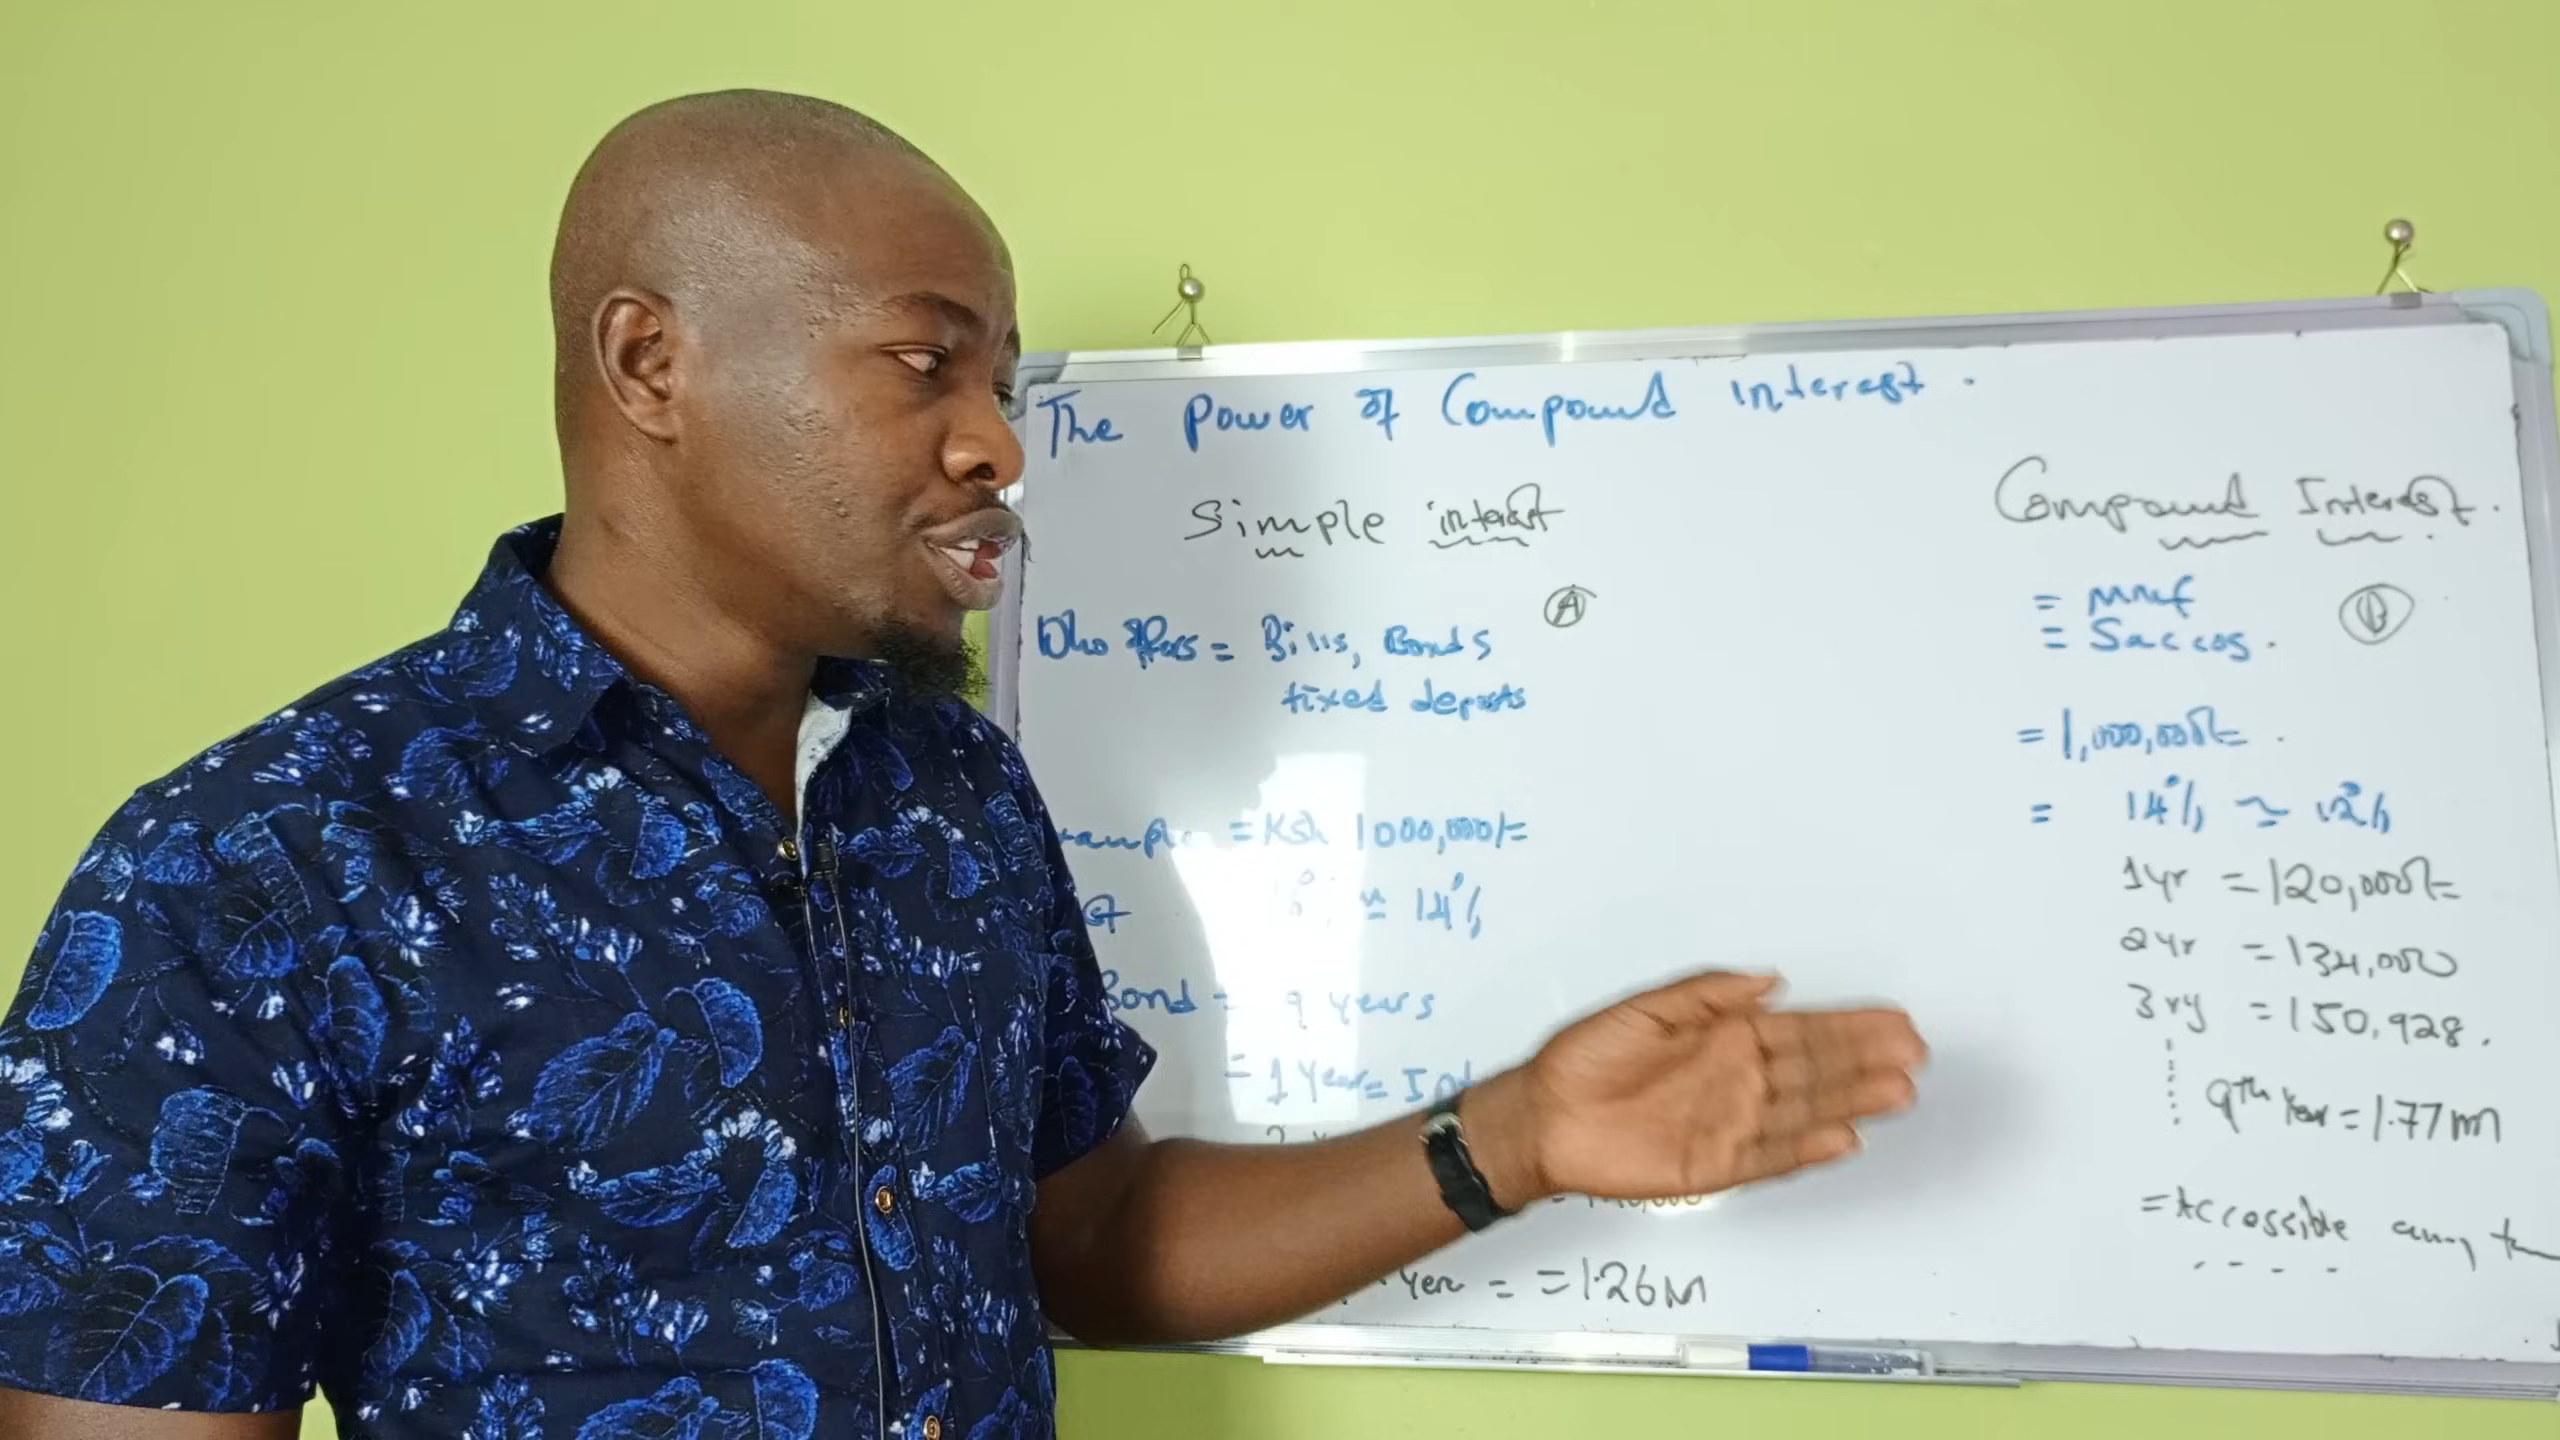 The Power of Compound interest.
Simple interest
A
Who offers = Bills, Bonds
fixed deposits
= Ksh 1000,000/=
≃ 14%
Bond = 9 years
= 1 Year = Int
Year = = 1.26M
Compound Interest.
= MMF
= Saccos.
B
= 1,000,000/= .
= 14% ≃ 12%
1yr = 120,000/=
2yr = 134,000
3ry = 150,928.
9th Year = 1.77m
= Accessible any